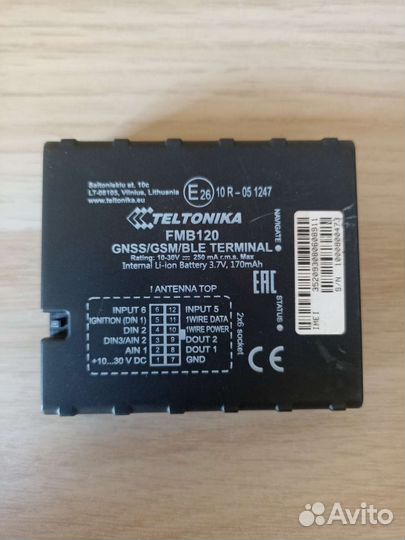 Saltoniskiu st. 10c
LT-08105, Vilnius, Lithuania
www.teltonika.eu
E26 10 R - 05 1247
TELTONIKA
FMB120
GNSS/GSM/BLE TERMINAL
Rating: 10-30V 250 mA r.m.s. Max
Internal Li-ion Battery 3.7V, 170mAh
! ANTENNA TOP
INPUT 6 6 12 INPUT 5
IGNITION (DIN 1) 5 11 1WIRE DATA
DIN 2 4 10 1WIRE POWER
DIN3/AIN 2 3 9 DOUT 2
AIN 1 2 8 DOUT 1
+10...30 V DC 1 7 GND
2x6 socket
EAC
CE
NAVIGATE
STATUS
IMEI
352093080608911
S/N 1000000473
Avito